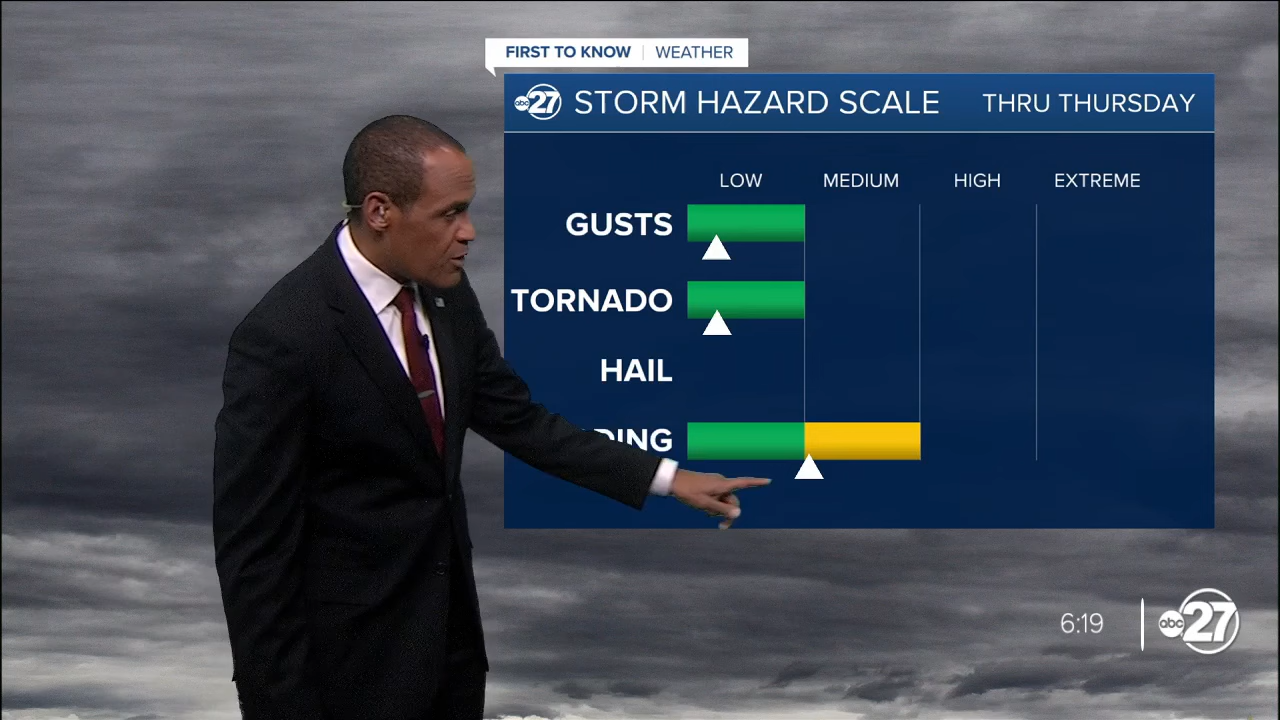 FIRST TO KNOW | WEATHER
abc 27 STORM HAZARD SCALE THRU THURSDAY
LOW MEDIUM HIGH EXTREME
GUSTS
TORNADO
HAIL
6:19 abc 27